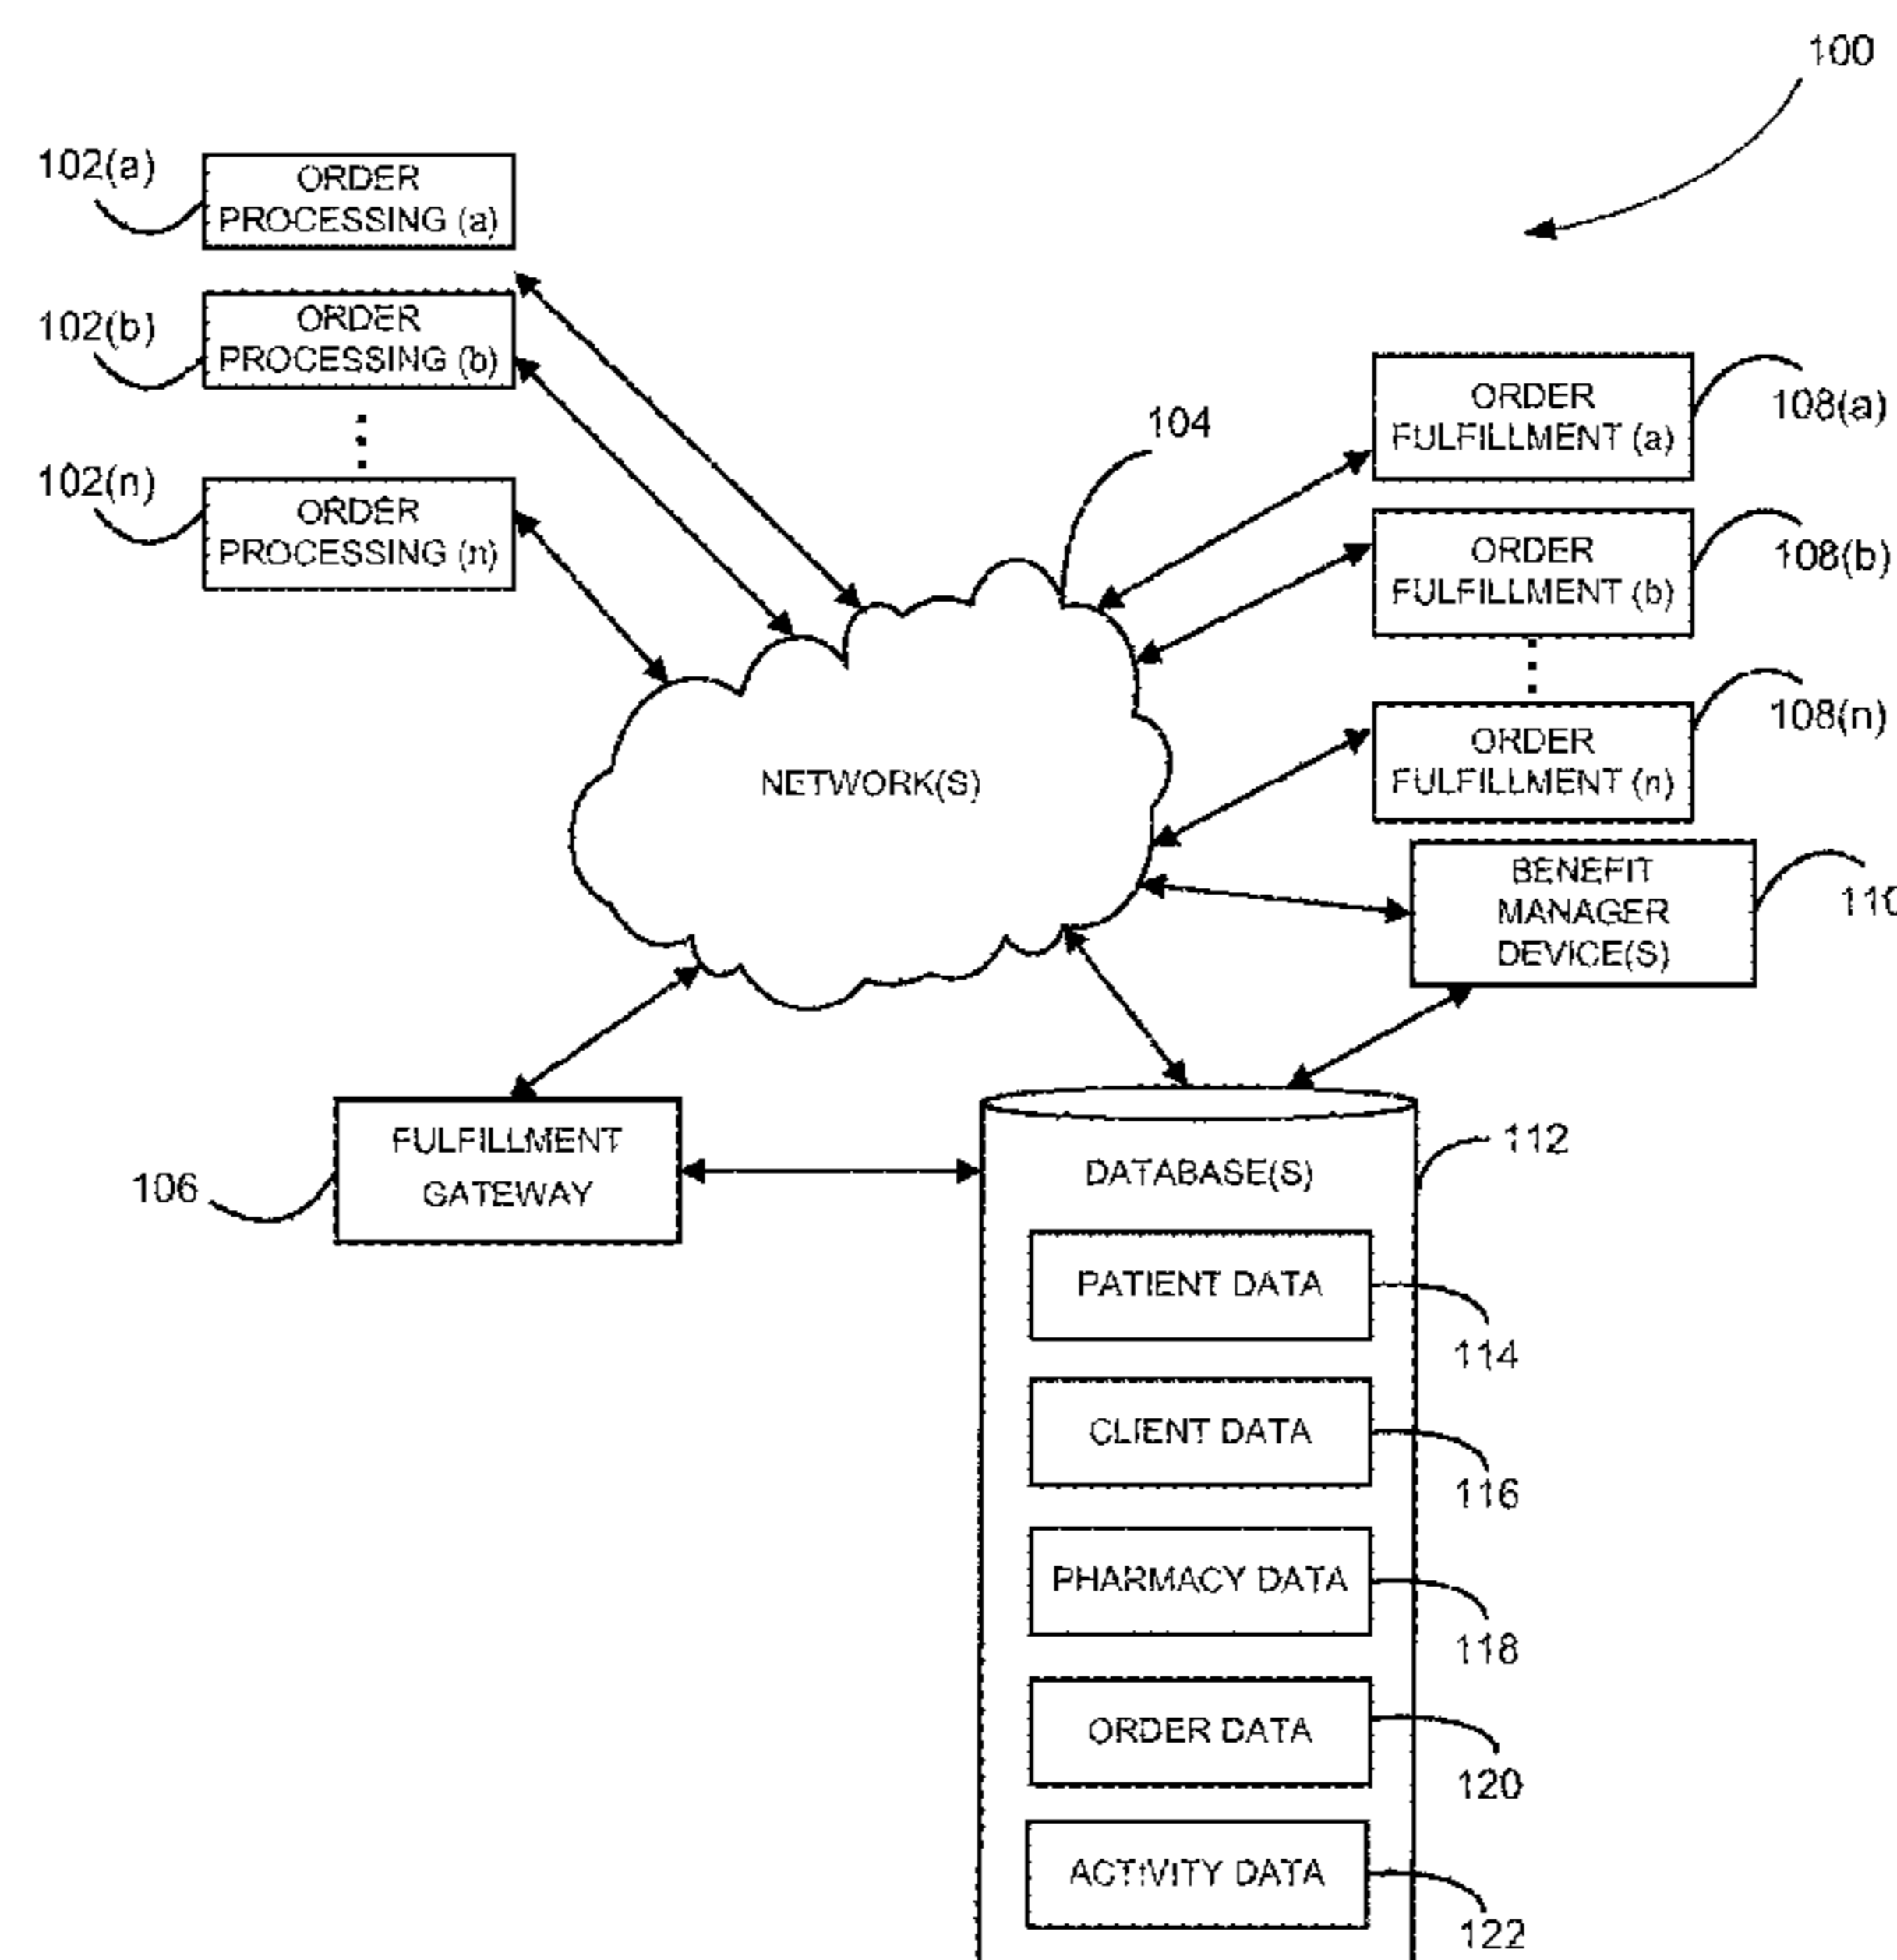 100
102(a)
ORDER
PROCESSING (a)
102(b)
ORDER
PROCESSING (b)
102(n)
ORDER
PROCESSING (n)
104
ORDER
FULFILLMENT (a)
108(a)
ORDER
FULFILLMENT (b)
108(b)
ORDER
FULFILLMENT (n)
108(n)
NETWORK(S)
BENEFIT
MANAGER
DEVICE(S)
110
FULFILLMENT
GATEWAY
106
DATABASE(S)
112
PATIENT DATA
114
CLIENT DATA
116
PHARMACY DATA
118
ORDER DATA
120
ACTIVITY DATA
122